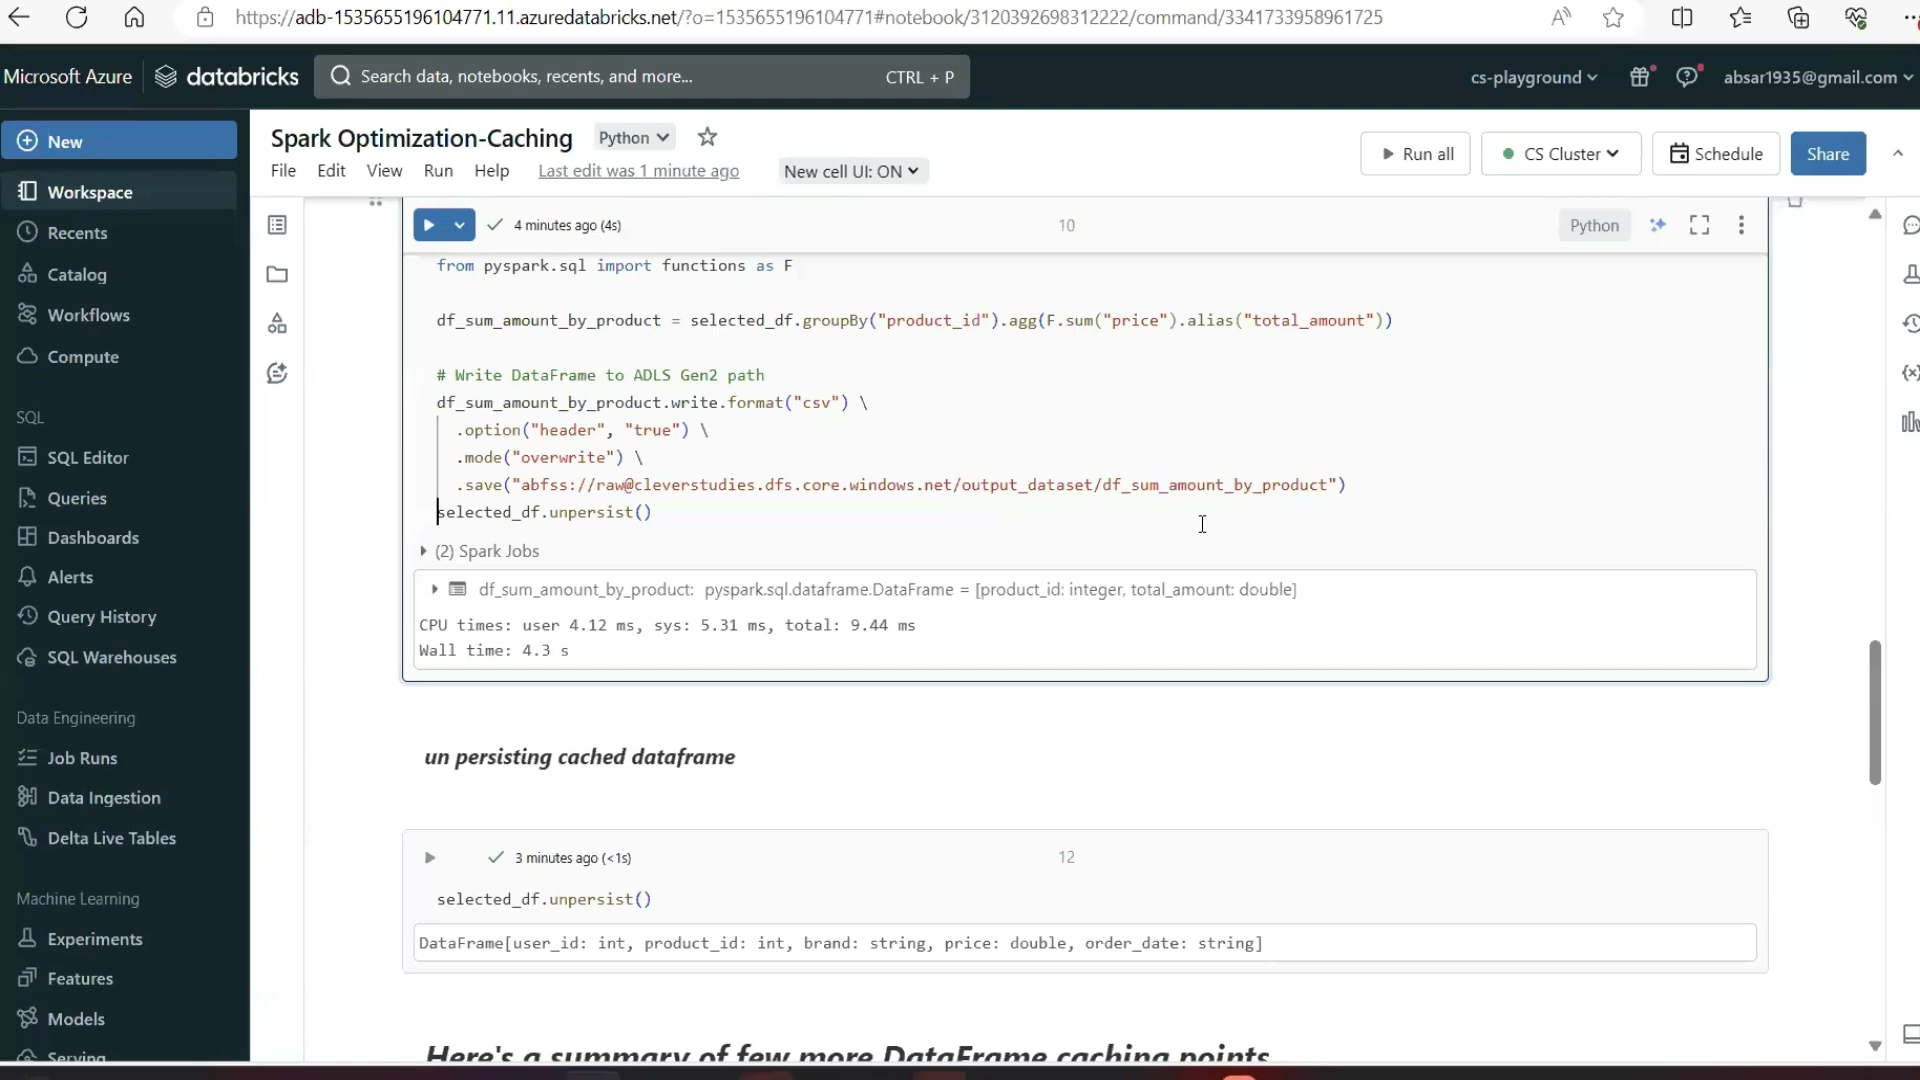 https://adb-1535655196104771.11.azuredatabricks.net/?o=1535655196104771#notebook/3120392698312222/command/3341733958961725
Microsoft Azure
databricks
Search data, notebooks, recents, and more...
CTRL + P
cs-playground
absar1935@gmail.com
New
Workspace
Recents
Catalog
Workflows
Compute
SQL
SQL Editor
Queries
Dashboards
Alerts
Query History
SQL Warehouses
Data Engineering
Job Runs
Data Ingestion
Delta Live Tables
Machine Learning
Experiments
Features
Models
Serving
Spark Optimization-Caching
Python
File Edit View Run Help Last edit was 1 minute ago New cell UI: ON
Run all
CS Cluster
Schedule
Share
4 minutes ago (4s)
10
Python
from pyspark.sql import functions as F
df_sum_amount_by_product = selected_df.groupBy("product_id").agg(F.sum("price").alias("total_amount"))
# Write DataFrame to ADLS Gen2 path
df_sum_amount_by_product.write.format("csv") \
.option("header", "true") \
.mode("overwrite") \
.save("abfss://raw@cleverstudies.dfs.core.windows.net/output_dataset/df_sum_amount_by_product")
selected_df.unpersist()
(2) Spark Jobs
df_sum_amount_by_product: pyspark.sql.dataframe.DataFrame = [product_id: integer, total_amount: double]
CPU times: user 4.12 ms, sys: 5.31 ms, total: 9.44 ms
Wall time: 4.3 s
un persisting cached dataframe
3 minutes ago (<1s)
12
selected_df.unpersist()
DataFrame[user_id: int, product_id: int, brand: string, price: double, order_date: string]
Here's a summary of few more DataFrame caching points